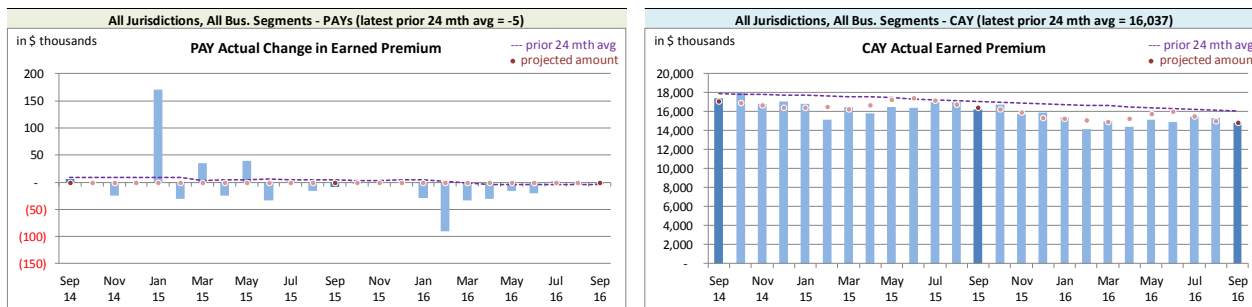 All Jurisdictions, All Bus. Segments - PAYs (latest prior 24 mth avg = -5)
in $ thousands
PAY Actual Change in Earned Premium
--- prior 24 mth avg
• projected amount
200
150
100
50
-
(50)
(100)
(150)
Sep 14 Nov 14 Jan 15 Mar 15 May 15 Jul 15 Sep 15 Nov 15 Jan 16 Mar 16 May 16 Jul 16 Sep 16
All Jurisdictions, All Bus. Segments - CAY (latest prior 24 mth avg = 16,037)
in $ thousands
CAY Actual Earned Premium
--- prior 24 mth avg
• projected amount
20,000
18,000
16,000
14,000
12,000
10,000
8,000
6,000
4,000
2,000
-
Sep 14 Nov 14 Jan 15 Mar 15 May 15 Jul 15 Sep 15 Nov 15 Jan 16 Mar 16 May 16 Jul 16 Sep 16